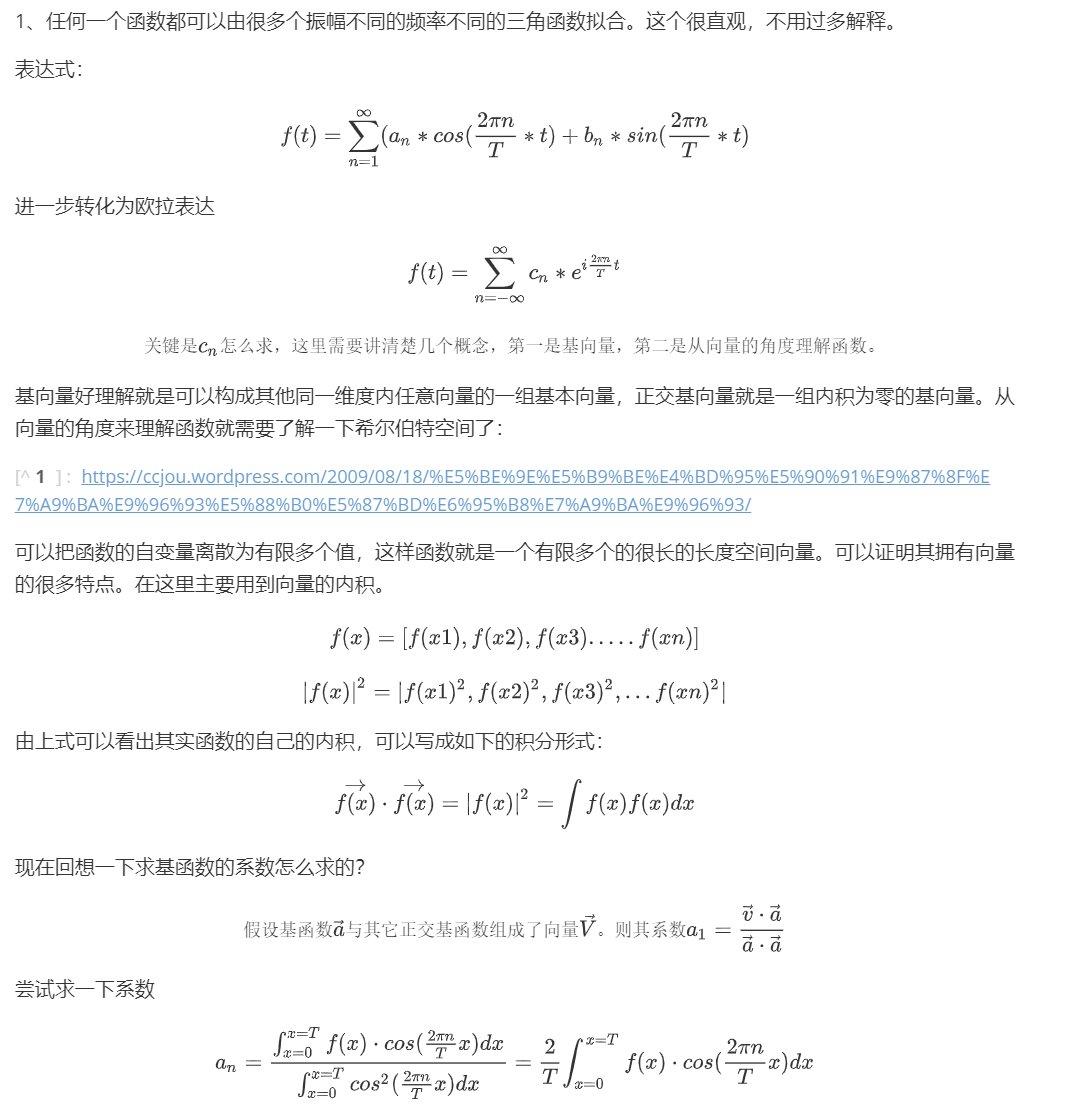 1、任何一个函数都可以由很多个振幅不同的频率不同的三角函数拟合。这个很直观，不用过多解释。
表达式：
$f(t) = \sum_{n=1}^{\infty}(a_n * cos(\frac{2\pi n}{T} * t) + b_n * sin(\frac{2\pi n}{T} * t)$
进一步转化为欧拉表达
$f(t) = \sum_{n=-\infty}^{\infty} c_n * e^{i\frac{2\pi n}{T}t}$
关键是$c_n$怎么求，这里需要讲清楚几个概念，第一是基向量，第二是从向量的角度理解函数。
基向量好理解就是可以构成其他同一维度内任意向量的一组基本向量，正交基向量就是一组内积为零的基向量。从
向量的角度来理解函数就需要了解一下希尔伯特空间了：
[^ 1 ]： https://ccjou.wordpress.com/2009/08/18/%E5%BE%9E%E5%B9%BE%E4%BD%95%E5%90%91%E9%87%8F%E
7%A9%BA%E9%96%93%E5%88%B0%E5%87%BD%E6%95%B8%E7%A9%BA%E9%96%93/
可以把函数的自变量离散为有限多个值，这样函数就是一个有限多个的很长的长度空间向量。可以证明其拥有向量
的很多特点。在这里主要用到向量的内积。
$f(x) = [f(x1), f(x2), f(x3).....f(xn)]$
$|f(x)|^2 = |f(x1)^2, f(x2)^2, f(x3)^2, ...f(xn)^2|$
由上式可以看出其实函数的自己的内积，可以写成如下的积分形式：
$f\overrightarrow{(x)} \cdot f\overrightarrow{(x)} = |f(x)|^2 = \int f(x)f(x)dx$
现在回想一下求基函数的系数怎么求的？
假设基函数$\vec{a}$与其它正交基函数组成了向量$\vec{V}$。则其系数$a_1 = \frac{\vec{v} \cdot \vec{a}}{\vec{a} \cdot \vec{a}}$
尝试求一下系数
$a_n = \frac{\int_{x=0}^{x=T} f(x) \cdot cos(\frac{2\pi n}{T}x)dx}{\int_{x=0}^{x=T} cos^2(\frac{2\pi n}{T}x)dx} = \frac{2}{T}\int_{x=0}^{x=T} f(x) \cdot cos(\frac{2\pi n}{T}x)dx$